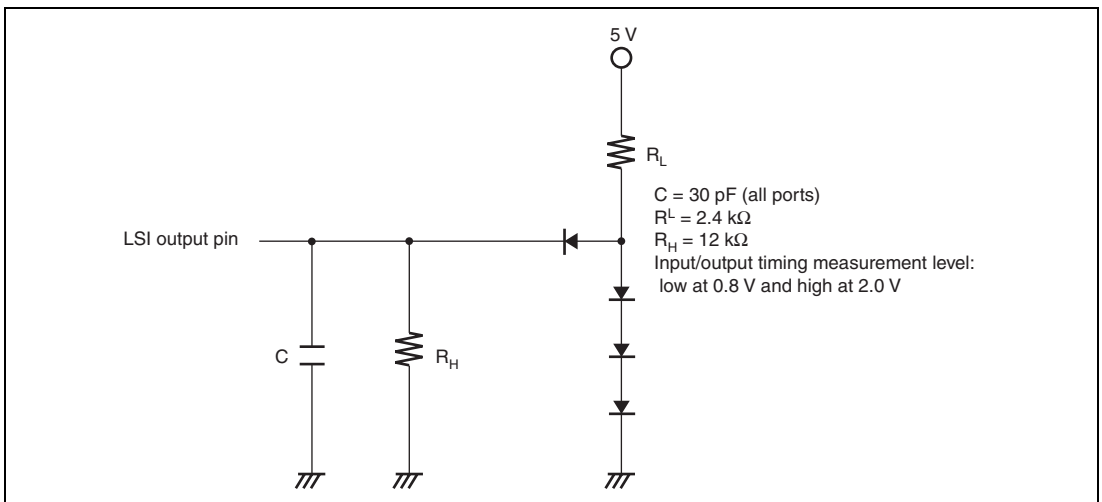 5 V
R_L
C = 30 pF (all ports)
R^L = 2.4 kΩ
R_H = 12 kΩ
Input/output timing measurement level:
low at 0.8 V and high at 2.0 V
LSI output pin
C
R_H